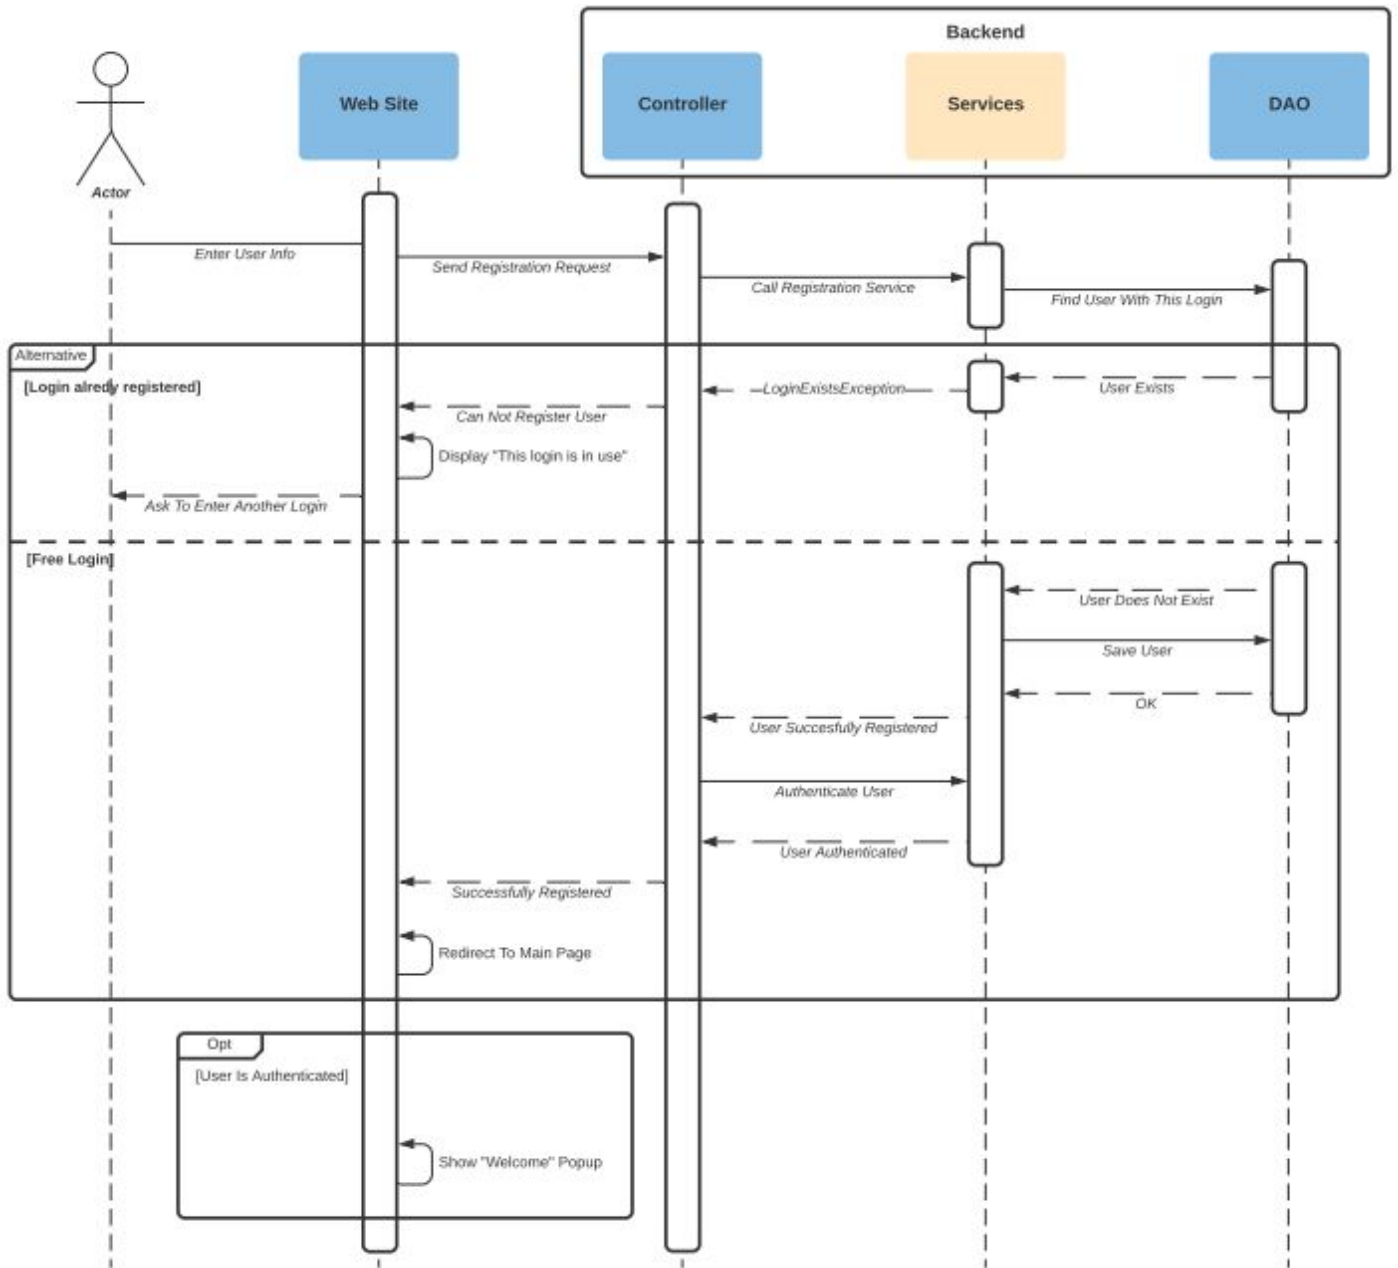 Backend
Web Site
Controller
Services
DAO
Actor
Enter User Info
Send Registration Request
Call Registration Service
Find User With This Login
Alternative
[Login alredy registered]
User Exists
LoginExistsException
Can Not Register User
Display "This login is in use"
Ask To Enter Another Login
[Free Login]
User Does Not Exist
Save User
OK
User Succesfully Registered
Authenticate User
User Authenticated
Successfully Registered
Redirect To Main Page
Opt
[User Is Authenticated]
Show "Welcome" Popup